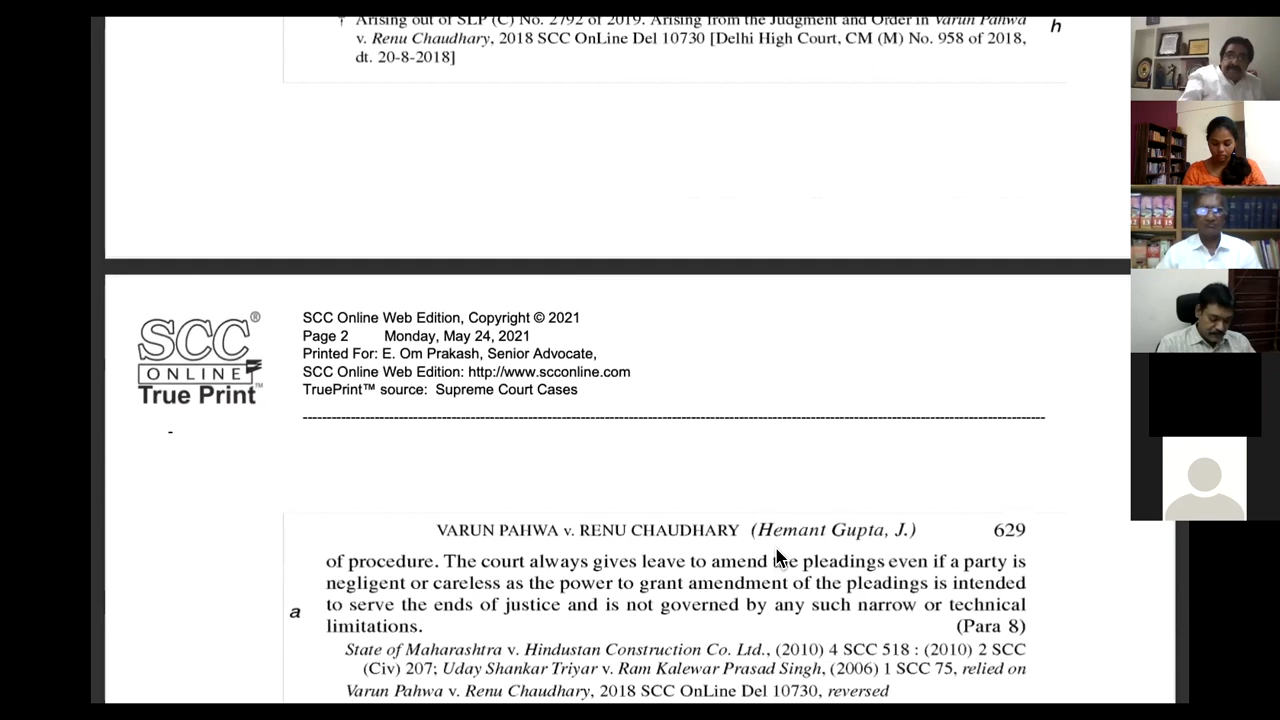 † Arising out of SLP (C) No. 2792 of 2019. Arising from the Judgment and Order in Varun Pahwa
v. Renu Chaudhary, 2018 SCC OnLine Del 10730 [Delhi High Court, CM (M) No. 958 of 2018,
dt. 20-8-2018]
h
SCC®
ONLINE
True Print™
SCC Online Web Edition, Copyright © 2021
Page 2 Monday, May 24, 2021
Printed For: E. Om Prakash, Senior Advocate,
SCC Online Web Edition: http://www.scconline.com
TruePrint™ source: Supreme Court Cases
-
VARUN PAHWA v. RENU CHAUDHARY (Hemant Gupta, J.) 629
of procedure. The court always gives leave to amend the pleadings even if a party is
negligent or careless as the power to grant amendment of the pleadings is intended
a to serve the ends of justice and is not governed by any such narrow or technical
limitations. (Para 8)
State of Maharashtra v. Hindustan Construction Co. Ltd., (2010) 4 SCC 518 : (2010) 2 SCC
(Civ) 207; Uday Shankar Triyar v. Ram Kalewar Prasad Singh, (2006) 1 SCC 75, relied on
Varun Pahwa v. Renu Chaudhary, 2018 SCC OnLine Del 10730, reversed